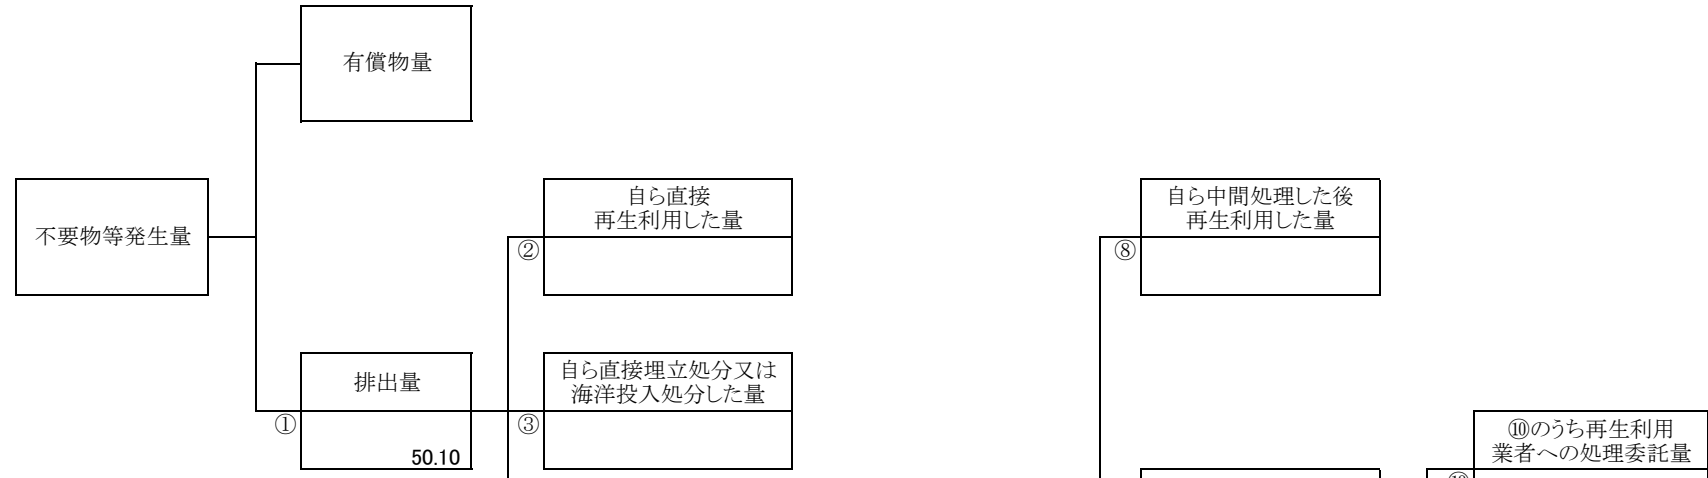 有償物量
不要物等発生量
自ら直接
再生利用した量
②
自ら中間処理した後
再生利用した量
⑧
排出量
①
50.10
自ら直接埋立処分又は
海洋投入処分した量
③
⑩のうち再生利用
業者への処理委託量